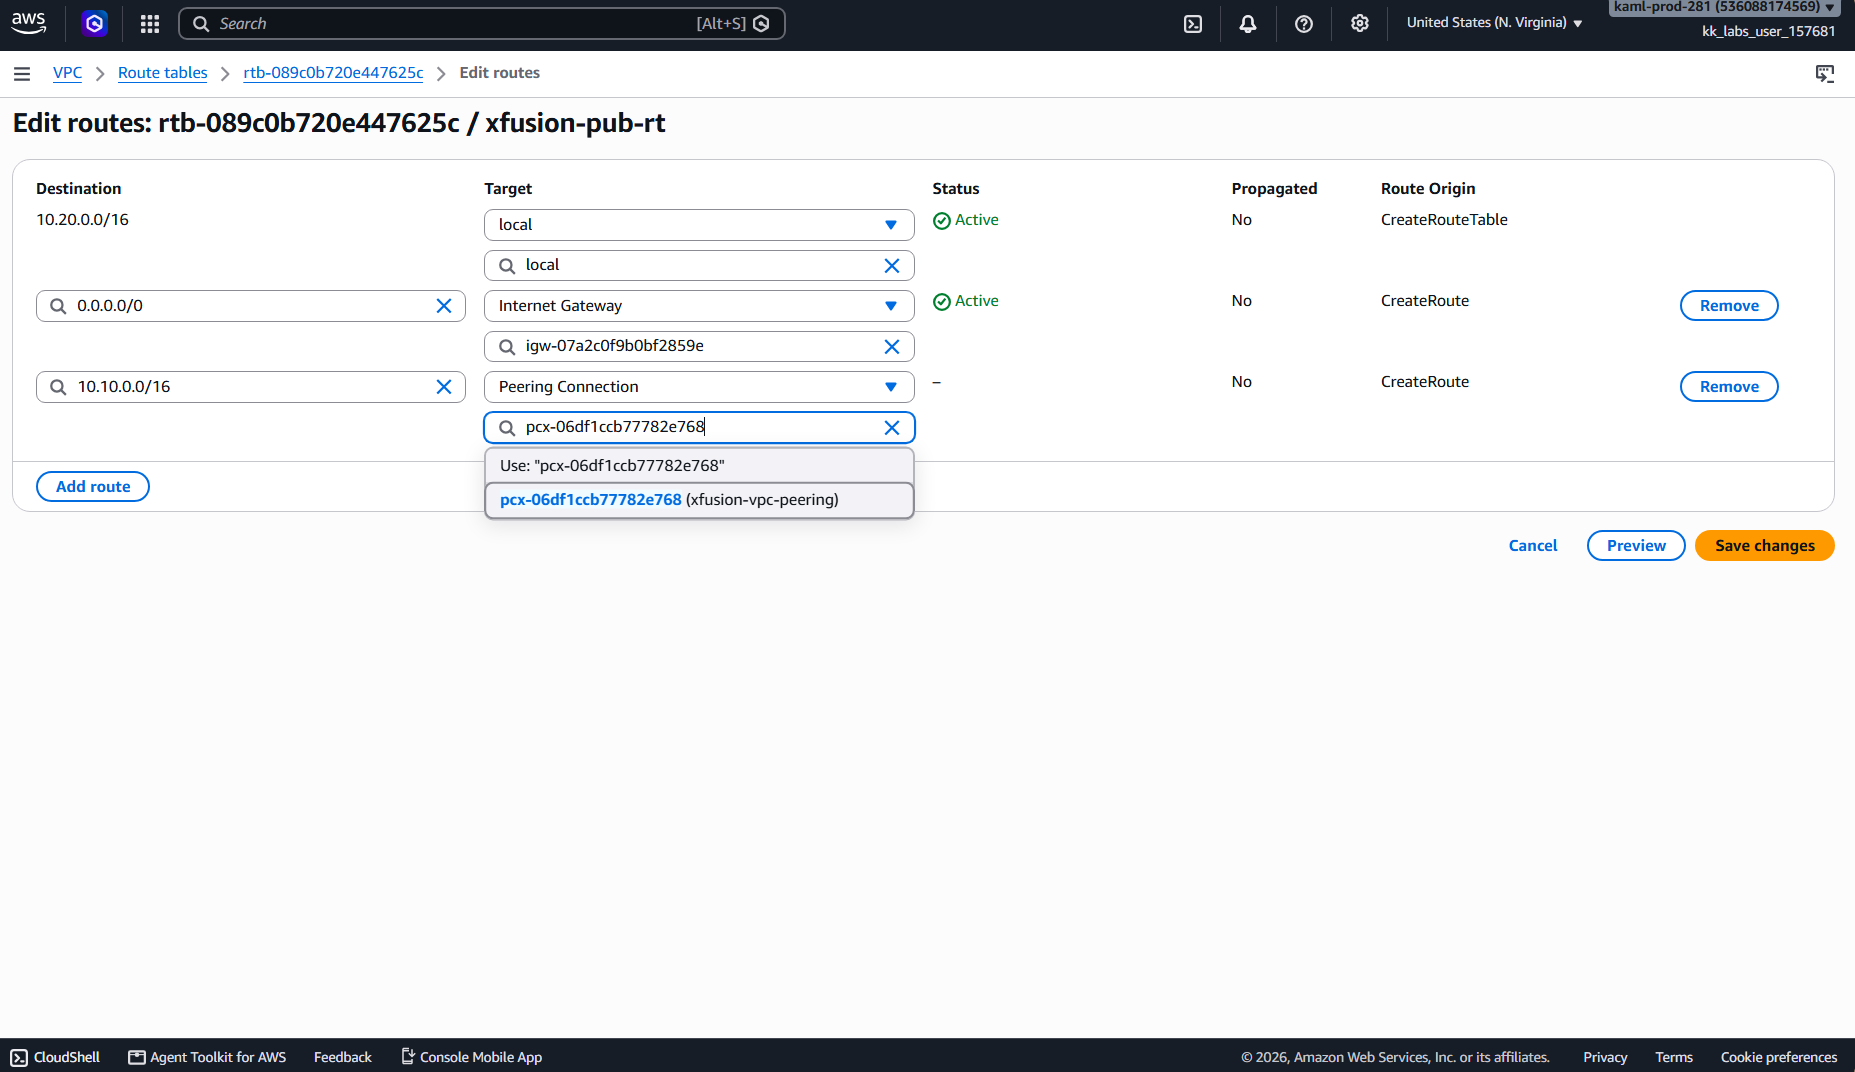 aws
Search [Alt+S]
United States (N. Virginia)
kaml-prod-281 (536088174569)
kk_labs_user_157681
VPC > Route tables > rtb-089c0b720e447625c > Edit routes
Edit routes: rtb-089c0b720e447625c / xfusion-pub-rt
Destination Target Status Propagated Route Origin
10.20.0.0/16 local Active No CreateRouteTable
local
0.0.0.0/0 Internet Gateway Active No CreateRoute Remove
igw-07a2c0f9b0bf2859e
10.10.0.0/16 Peering Connection – No CreateRoute Remove
pcx-06df1ccb77782e768
Use: "pcx-06df1ccb77782e768"
pcx-06df1ccb77782e768 (xfusion-vpc-peering)
Add route
Cancel Preview Save changes
CloudShell Agent Toolkit for AWS Feedback Console Mobile App © 2026, Amazon Web Services, Inc. or its affiliates. Privacy Terms Cookie preferences